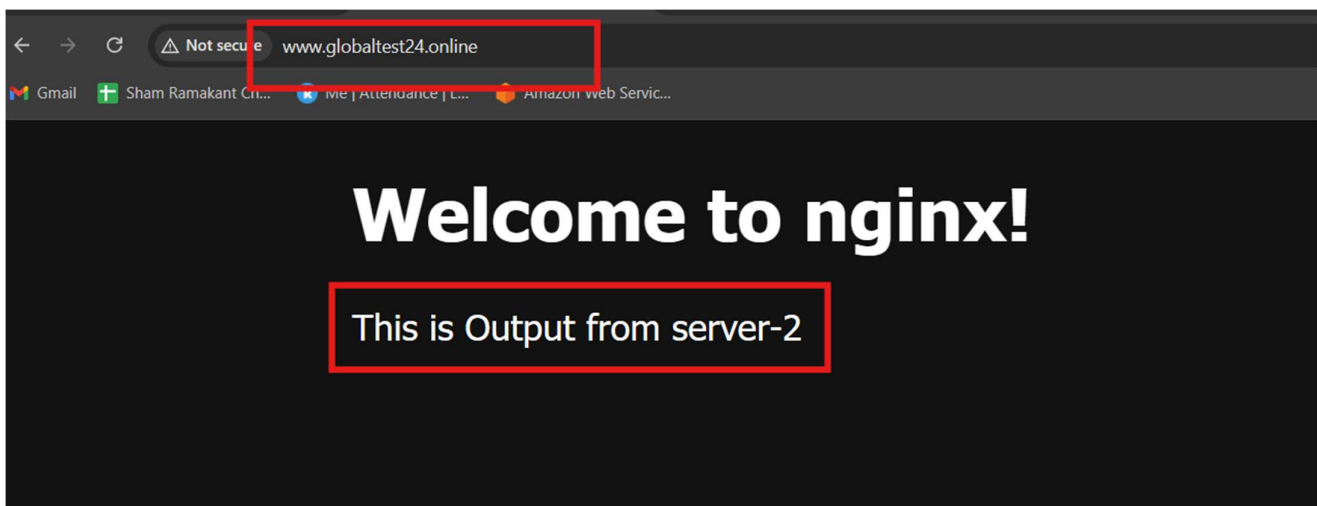 Not secure www.globaltest24.online
Gmail Sham Ramakant Ch... Me | Attendance | L... Amazon Web Servic...
Welcome to nginx!
This is Output from server-2